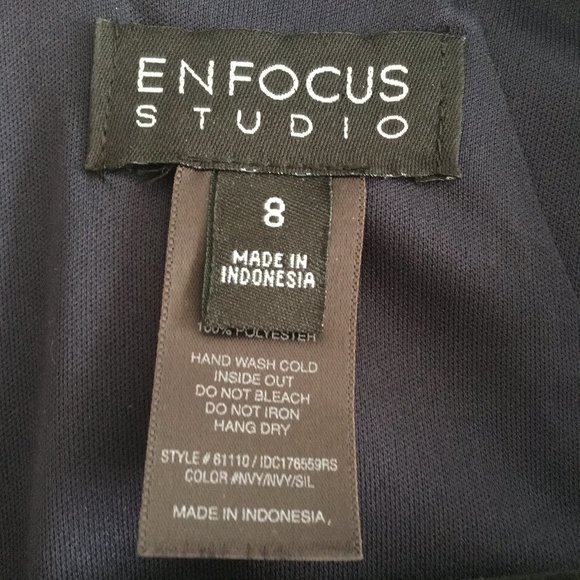 ENFOCUS
STUDIO
8
MADE IN
INDONESIA
100% POLYESTER
HAND WASH COLD
INSIDE OUT
DO NOT BLEACH
DO NOT IRON
HANG DRY
STYLE # 61110 / IDC176559RS
COLOR #NVY/NVY/SIL
MADE IN INDONESIA,